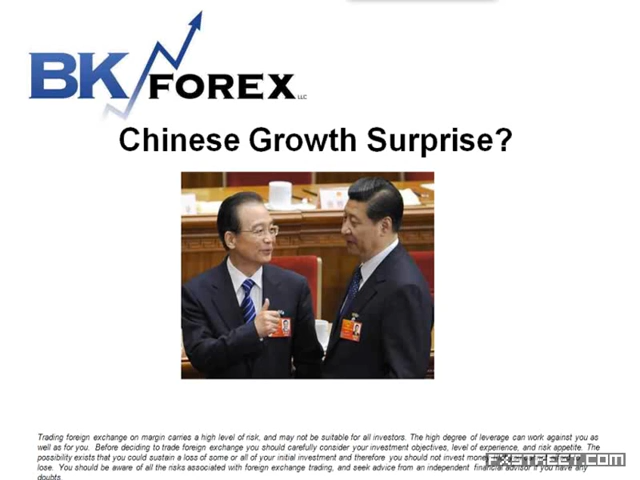 BK FOREX LLC
Chinese Growth Surprise?
Trading foreign exchange on margin carries a high level of risk, and may not be suitable for all investors. The high degree of leverage can work against you as
well as for you. Before deciding to trade foreign exchange you should carefully consider your investment objectives, level of experience, and risk appetite. The
possibility exists that you could sustain a loss of some or all of your initial investment and therefore you should not invest
lose. You should be aware of all the risks associated with foreign exchange trading, and seek advice from an independent financial advisor if you have any
doubts.
FXSTREET.COM